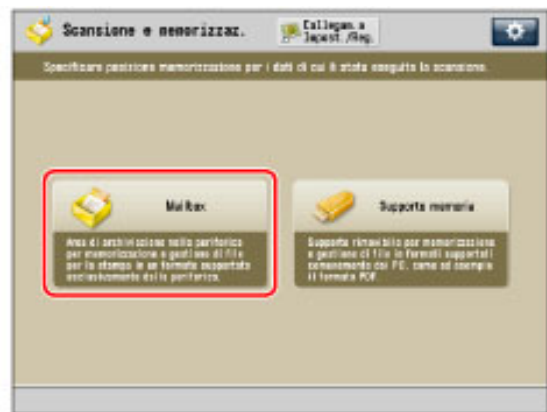 Scansione e memorizzaz.
Collegam. a
Impost./Reg.
Specificare posizione memorizzazione per i dati di cui è stata eseguita la scansione.
Mailbox
Area di archiviazione nella periferica
per memorizzazione e gestione di file
per la stampa in un formato supportato
esclusivamente dalla periferica.
Supporto memoria
Supporto rimovibile per memorizzazione
e gestione di file in formati supportati
comunemente dai PC, come ad esempio
il formato PDF.